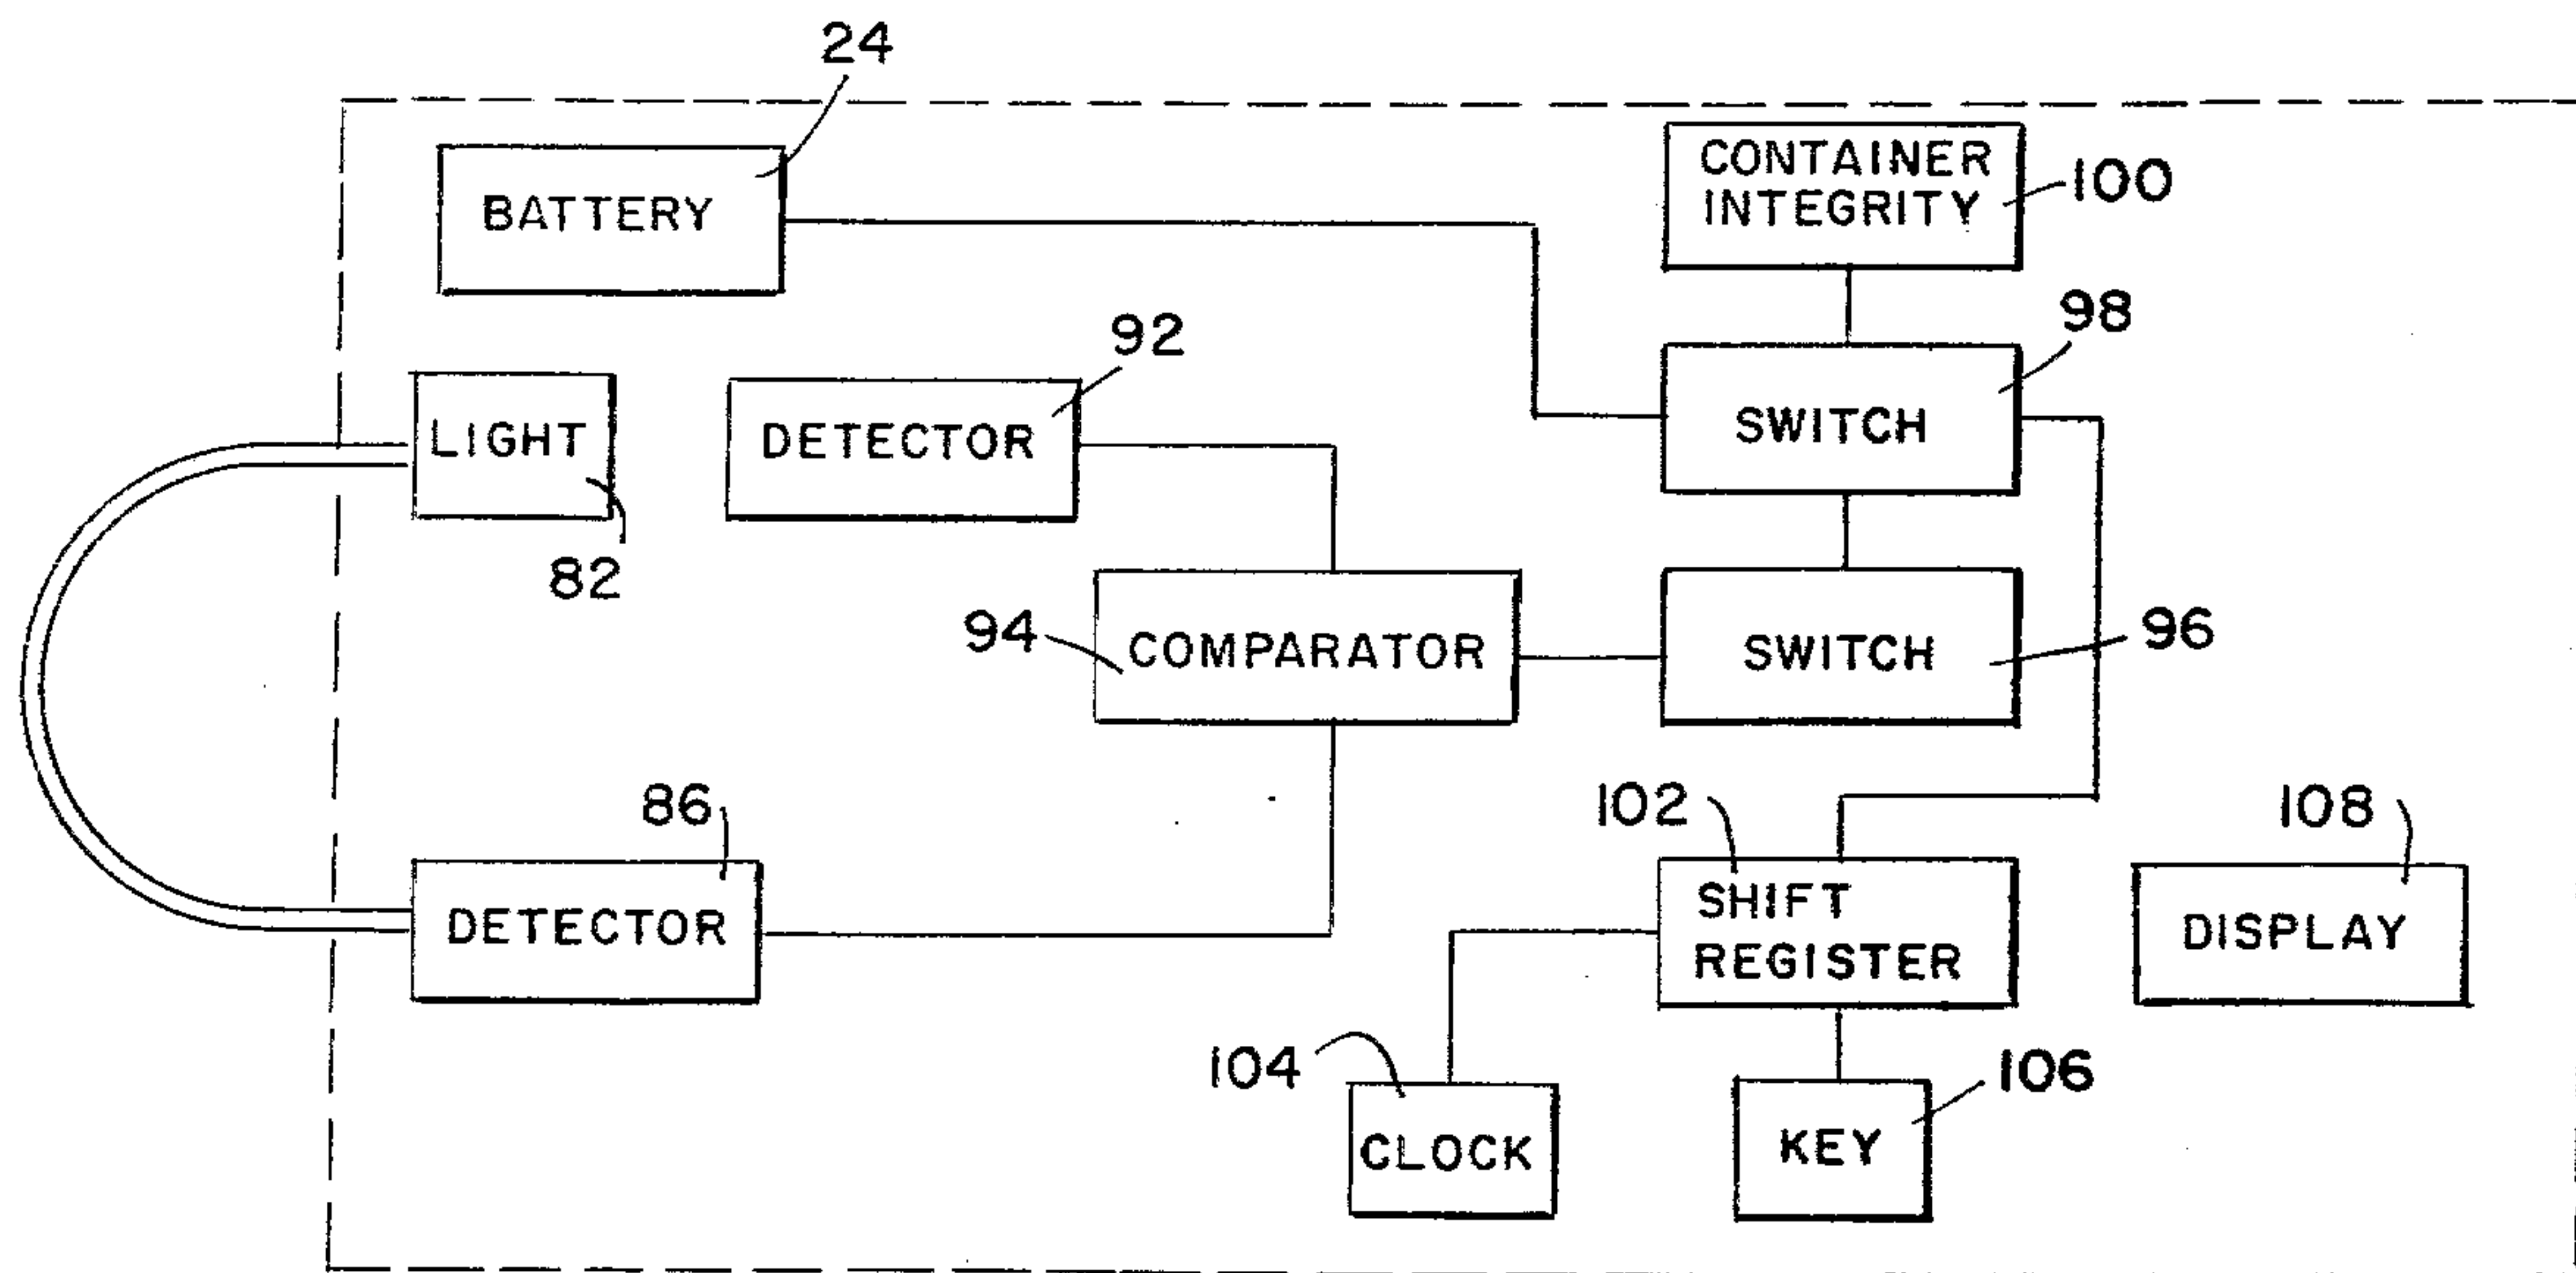 24
BATTERY
CONTAINER
INTEGRITY
100
98
92
LIGHT
DETECTOR
SWITCH
82
94
COMPARATOR
SWITCH
96
86
102
108
DETECTOR
SHIFT
REGISTER
DISPLAY
104
106
CLOCK
KEY